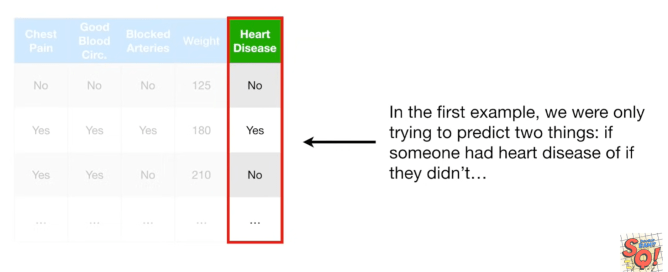 Chest Pain Good Blood Circ. Blocked Arteries Weight Heart Disease
No No No 125 No
Yes Yes Yes 180 Yes
Yes Yes No 210 No
... ... ... ... ...
In the first example, we were only
trying to predict two things: if
someone had heart disease of if
they didn't...
SQ!